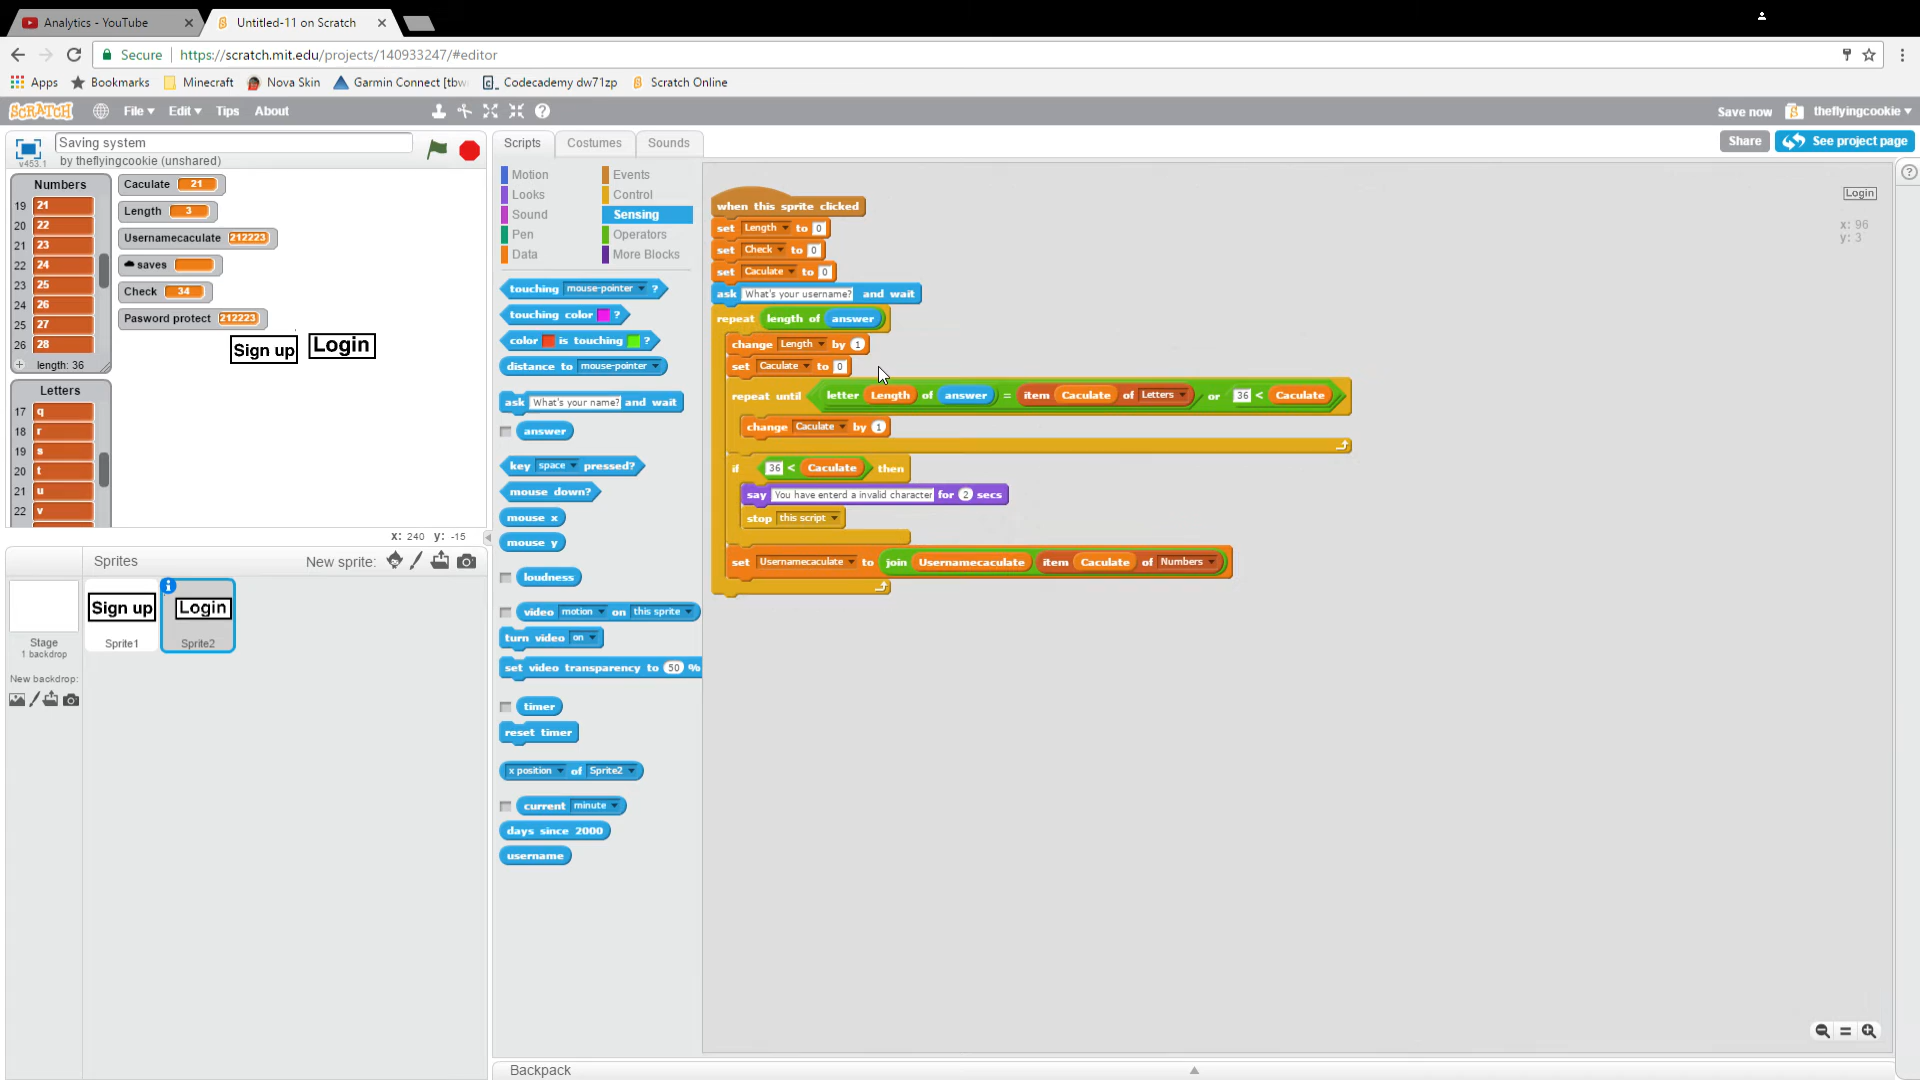 Analytics - YouTube
Untitled-11 on Scratch
Secure https://scratch.mit.edu/projects/140933247/#editor
Apps Bookmarks Minecraft Nova Skin Garmin Connect [tbw Codecademy dw71zp Scratch Online
SCRATCH File Edit Tips About
Save now theflyingcookie
v453.1
Saving system
by theflyingcookie (unshared)
Scripts Costumes Sounds
Share See project page
Numbers
19 21
20 22
21 23
22 24
23 25
24 26
25 27
26 28
+ length: 36
Letters
17 q
18 r
19 s
20 t
21 u
22 v
Caculate 21
Length 3
Usernamecaculate 212223
saves
Check 34
Pasword protect 212223
Sign up Login
x: 240 y: -15
Sprites New sprite:
Stage
1 backdrop
New backdrop:
Sign up
Sprite1
Login
Sprite2
Motion Events
Looks Control
Sound Sensing
Pen Operators
Data More Blocks
touching mouse-pointer ?
touching color ?
color is touching ?
distance to mouse-pointer
ask What's your name? and wait
answer
key space pressed?
mouse down?
mouse x
mouse y
loudness
video motion on this sprite
turn video on
set video transparency to 50 %
timer
reset timer
x position of Sprite2
current minute
days since 2000
username
when this sprite clicked
set Length to 0
set Check to 0
set Caculate to 0
ask What's your username? and wait
repeat length of answer
change Length by 1
set Caculate to 0
repeat until letter Length of answer = item Caculate of Letters or 36 < Caculate
change Caculate by 1
if 36 < Caculate then
say You have enterd a invalid character for 2 secs
stop this script
set Usernamecaculate to join Usernamecaculate item Caculate of Numbers
Login
x: 96
y: 3
Backpack